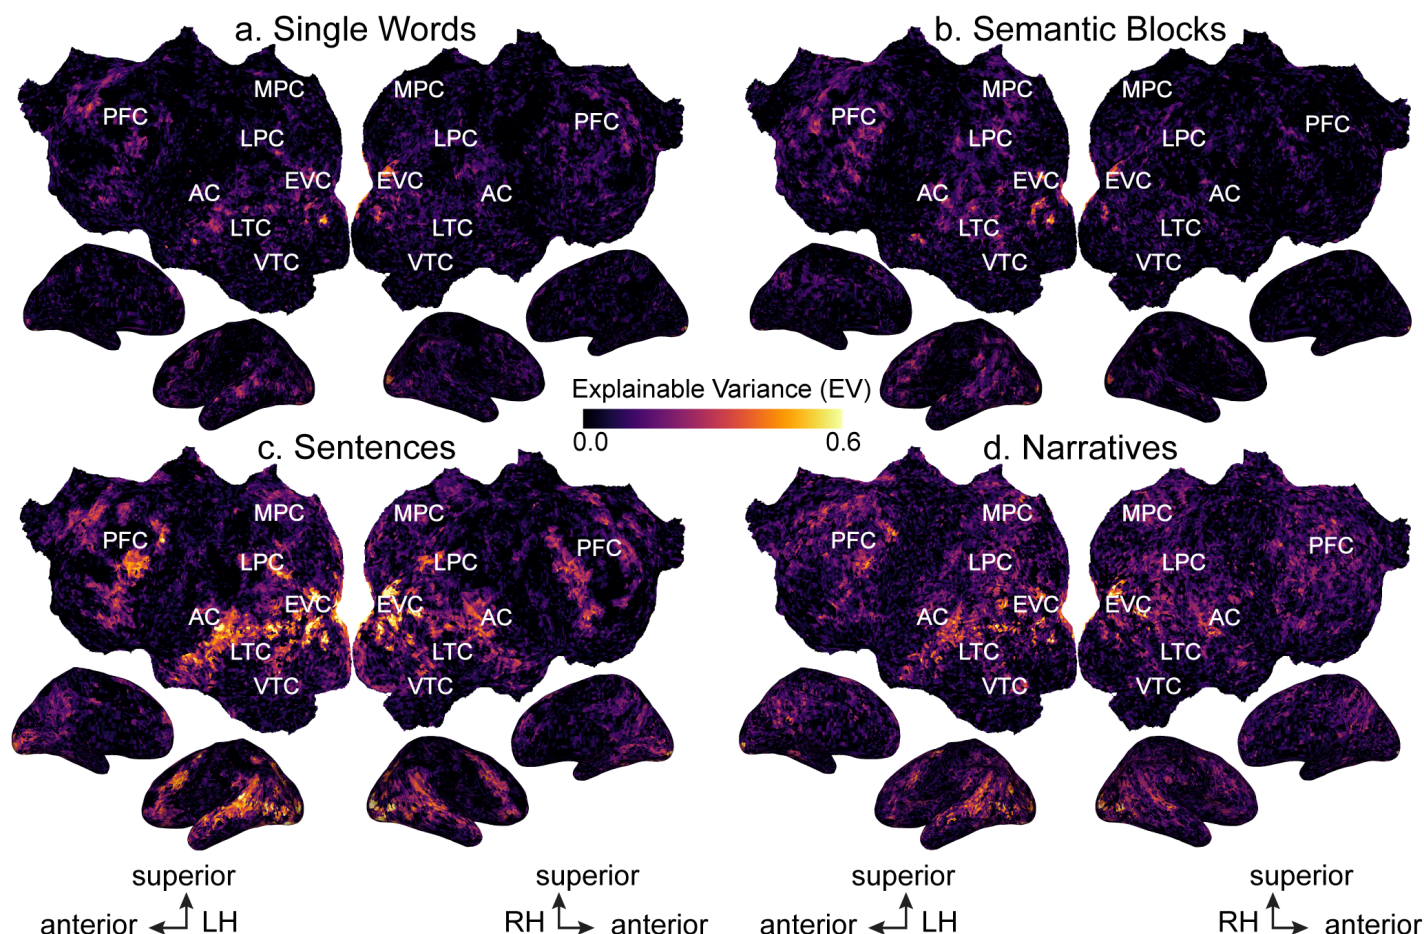 a. Single Words
b. Semantic Blocks
MPC MPC MPC MPC
PFC PFC PFC PFC
LPC LPC LPC LPC
EVC EVC EVC EVC
AC AC AC AC
LTC LTC LTC LTC
VTC VTC VTC VTC
Explainable Variance (EV)
0.0 0.6
c. Sentences
d. Narratives
MPC MPC MPC MPC
PFC PFC PFC PFC
LPC LPC LPC LPC
EVC EVC EVC EVC
AC AC AC AC
LTC LTC LTC LTC
VTC VTC VTC VTC
superior superior superior superior
anterior LH RH anterior anterior LH RH anterior